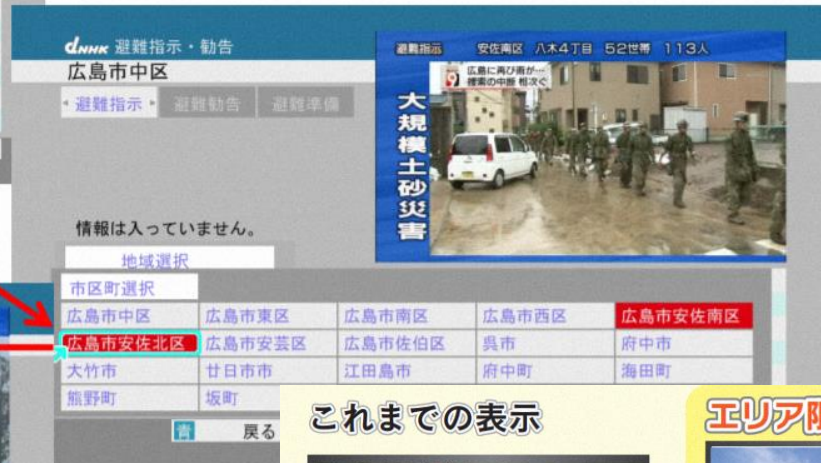 dNHK 避難指示・勧告
広島市中区
避難指示 避難勧告 避難準備
避難指示 安佐南区 八木4丁目 52世帯 113人
広島に再び雨が…
捜索の中断 相次ぐ
大規模土砂災害
情報は入っていません。
地域選択
市区町選択
広島市中区 広島市東区 広島市南区 広島市西区 広島市安佐南区
広島市安佐北区 広島市安芸区 広島市佐伯区 呉市 府中市
大竹市 廿日市市 江田島市 府中町 海田町
熊野町 坂町
青 戻る
これまでの表示
エリア限